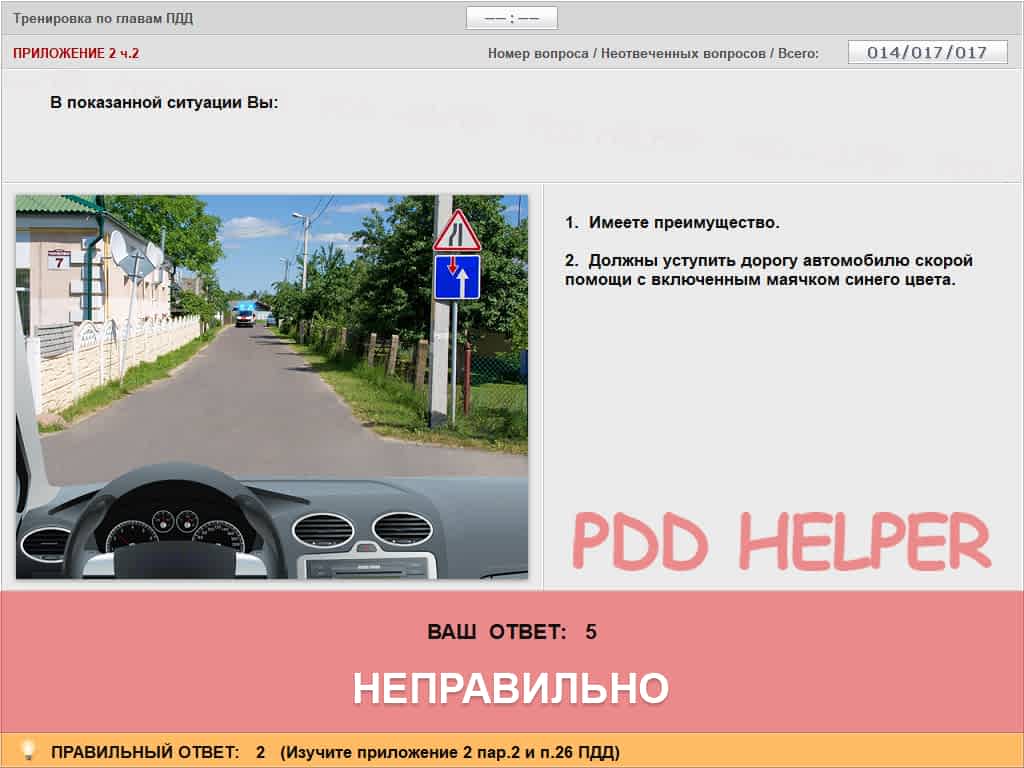 Тренировка по главам ПДД
—— : ——
ПРИЛОЖЕНИЕ 2 ч.2
Номер вопроса / Неотвеченных вопросов / Всего:
014/017/017
В показанной ситуации Вы:
7
1. Имеете преимущество.
2. Должны уступить дорогу автомобилю скорой
помощи с включенным маячком синего цвета.
PDD HELPER
ВАШ ОТВЕТ: 5
НЕПРАВИЛЬНО
ПРАВИЛЬНЫЙ ОТВЕТ: 2 (Изучите приложение 2 пар.2 и п.26 ПДД)